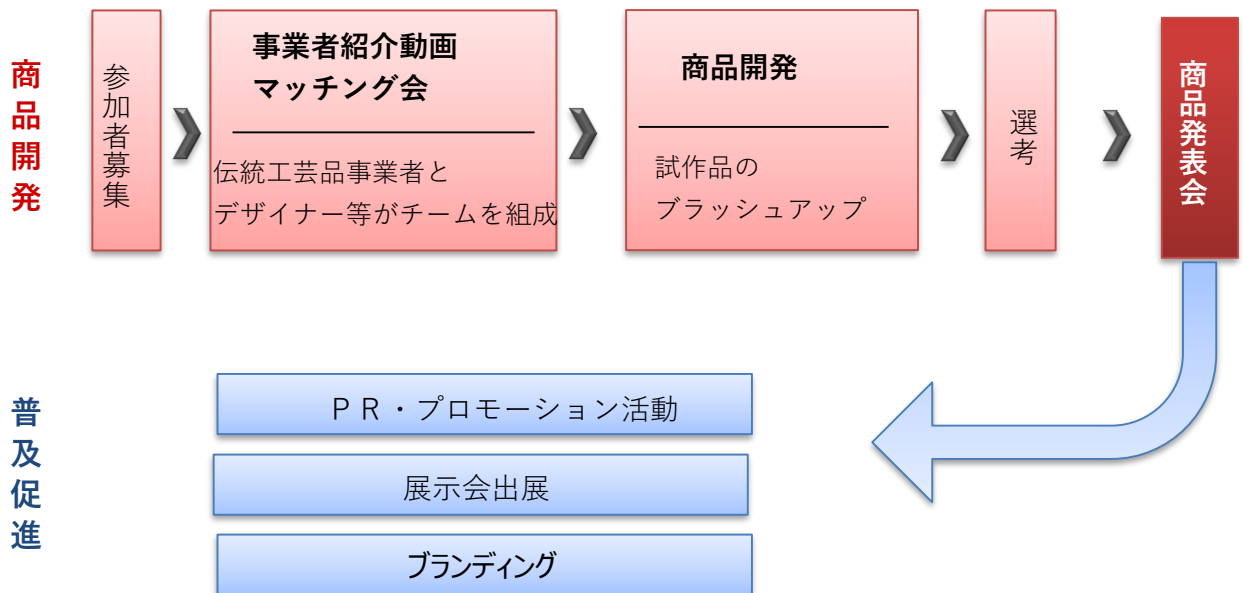 商品開発
参加者募集
事業者紹介動画
マッチング会
伝統工芸品事業者と
デザイナー等がチームを組成
商品開発
試作品の
ブラッシュアップ
選考
商品発表会
普及促進
ＰＲ・プロモーション活動
展示会出展
ブランディング